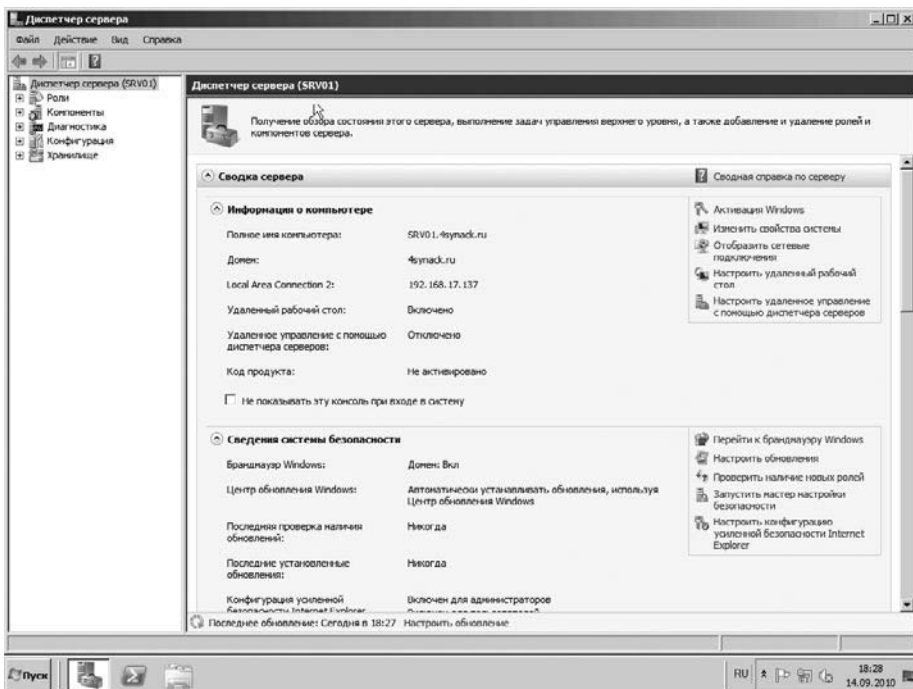 Диспетчер сервера
Файл Действие Вид Справка
Диспетчер сервера (SRV01)
Роли
Компоненты
Диагностика
Конфигурация
Хранилище
Диспетчер сервера (SRV01)
Получение обзора состояния этого сервера, выполнение задач управления верхнего уровня, а также добавление и удаление ролей и
компонентов сервера.
Сводка сервера
Сводная справка по серверу
Информация о компьютере
Полное имя компьютера: SRV01.4synack.ru
Домен: 4synack.ru
Local Area Connection 2: 192.168.17.137
Удаленный рабочий стол: Включено
Удаленное управление с помощью
диспетчера серверов: Отключено
Код продукта: Не активировано
Не показывать эту консоль при входе в систему
Активация Windows
Изменить свойства системы
Отобразить сетевые
подключения
Настроить удаленный рабочий
стол
Настроить удаленное управление
с помощью диспетчера серверов
Сведения системы безопасности
Брандмауэр Windows: Домен: Вкл
Центр обновления Windows: Автоматически устанавливать обновления, используя
Центр обновления Windows
Последняя проверка наличия
обновлений: Никогда
Последние установленные
обновления: Никогда
Конфигурация усиленной
безопасности Internet Explorer
Включен для администраторов
Включен для пользователей
Перейти к брандмауэру Windows
Настроить обновления
Проверить наличие новых ролей
Запустить мастер настройки
безопасности
Настроить конфигурацию
усиленной безопасности Internet
Explorer
Последнее обновление: Сегодня в 18:27 Настроить обновление
Пуск
RU
18:28
14.09.2010